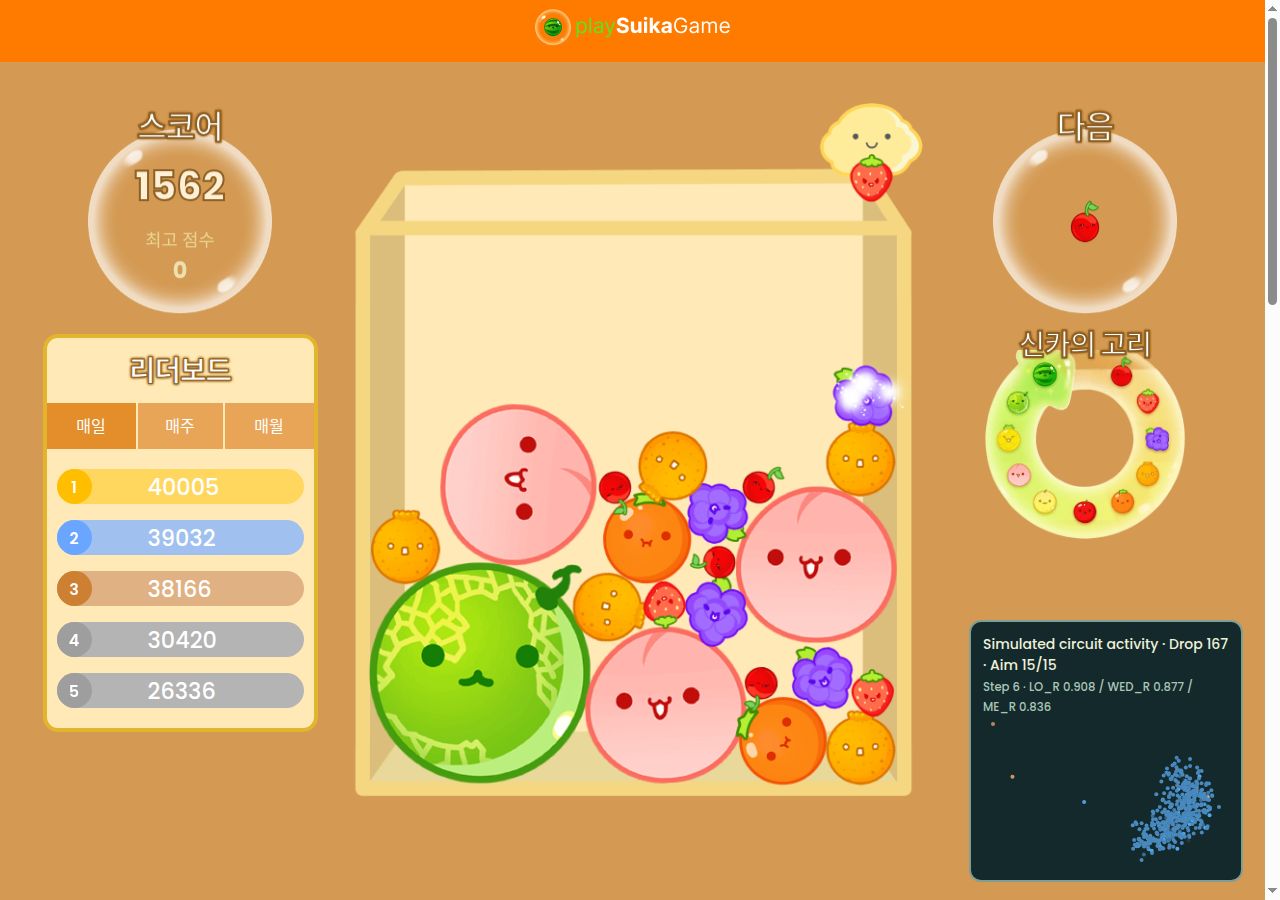 playSuikaGame
스코어
1562
최고 점수
0
다음
리더보드
매일 매주 매월
1 40005
2 39032
3 38166
4 30420
5 26336
신카의 고리
Simulated circuit activity · Drop 167
· Aim 15/15
Step 6 · LO_R 0.908 / WED_R 0.877 /
ME_R 0.836